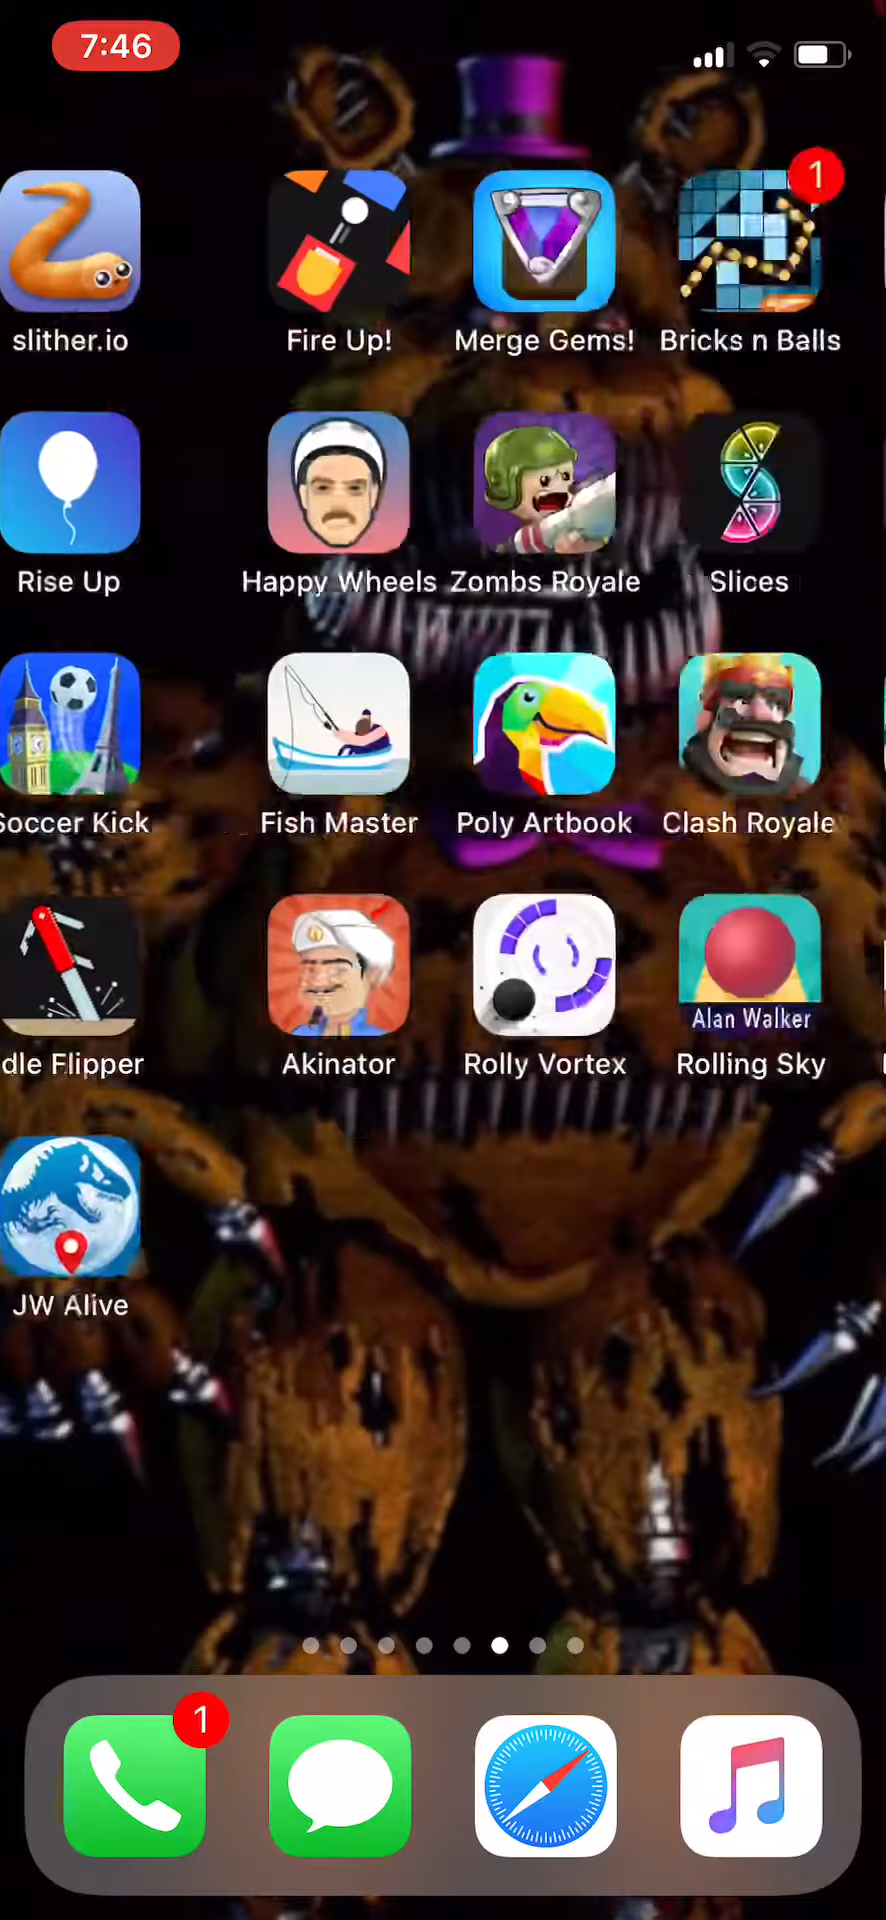 7:46
1
slither.io
Fire Up!
Merge Gems!
Bricks n Balls
Rise Up
Happy Wheels
Zombs Royale
Slices
Soccer Kick
Fish Master
Poly Artbook
Clash Royale
Alan Walker
dle Flipper
Akinator
Rolly Vortex
Rolling Sky
JW Alive
1